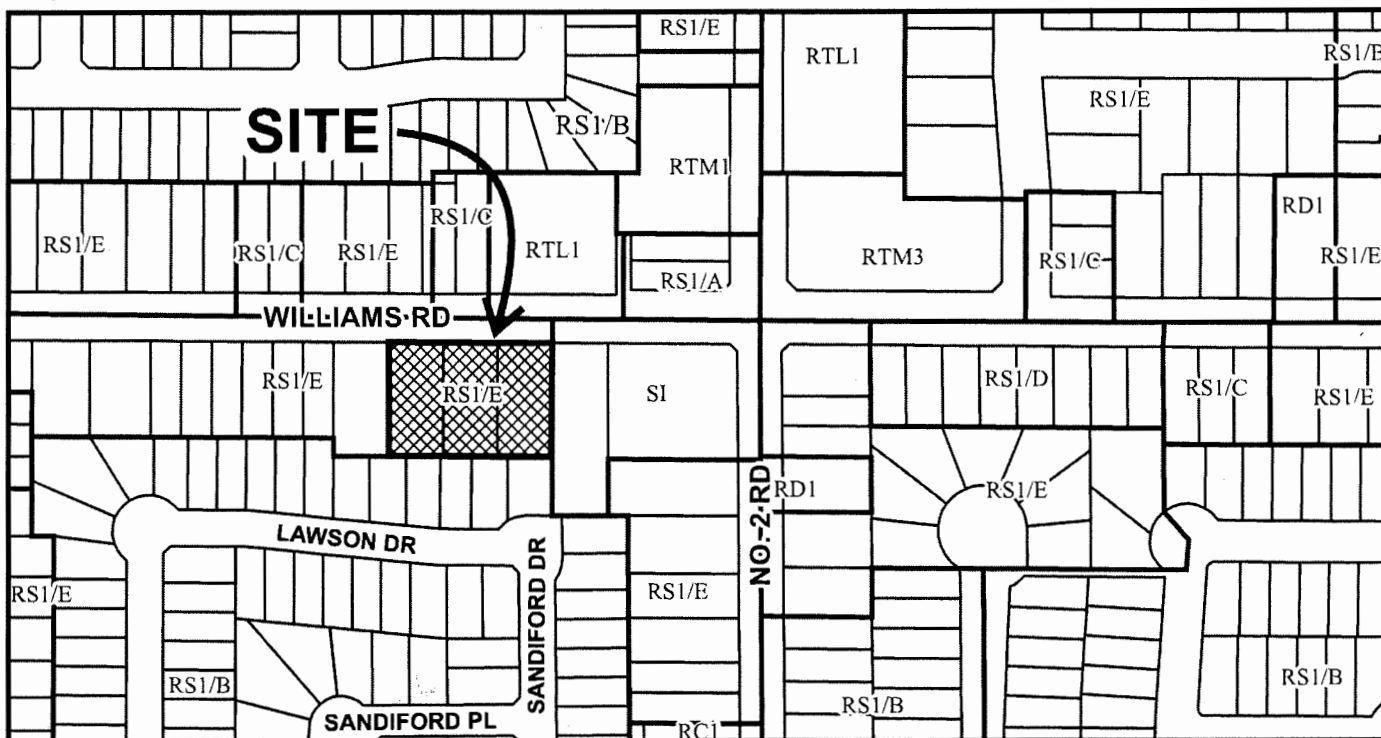 RS1/E
RTL1
RS1/B
RS1/E
SITE
RS1/B
RTM1
RS1/C
RD1
RS1/E
RS1/C
RS1/E
RTL1
RS1/A
RTM3
RS1/C
RS1/E
WILLIAMS RD
RS1/E
RS1/E
SI
RS1/D
RS1/C
RS1/E
RD1
RS1/E
LAWSON DR
SANDIFORD DR
NO. 2 RD
RS1/E
RS1/E
RS1/B
RS1/B
RS1/B
SANDIFORD PL
RC1